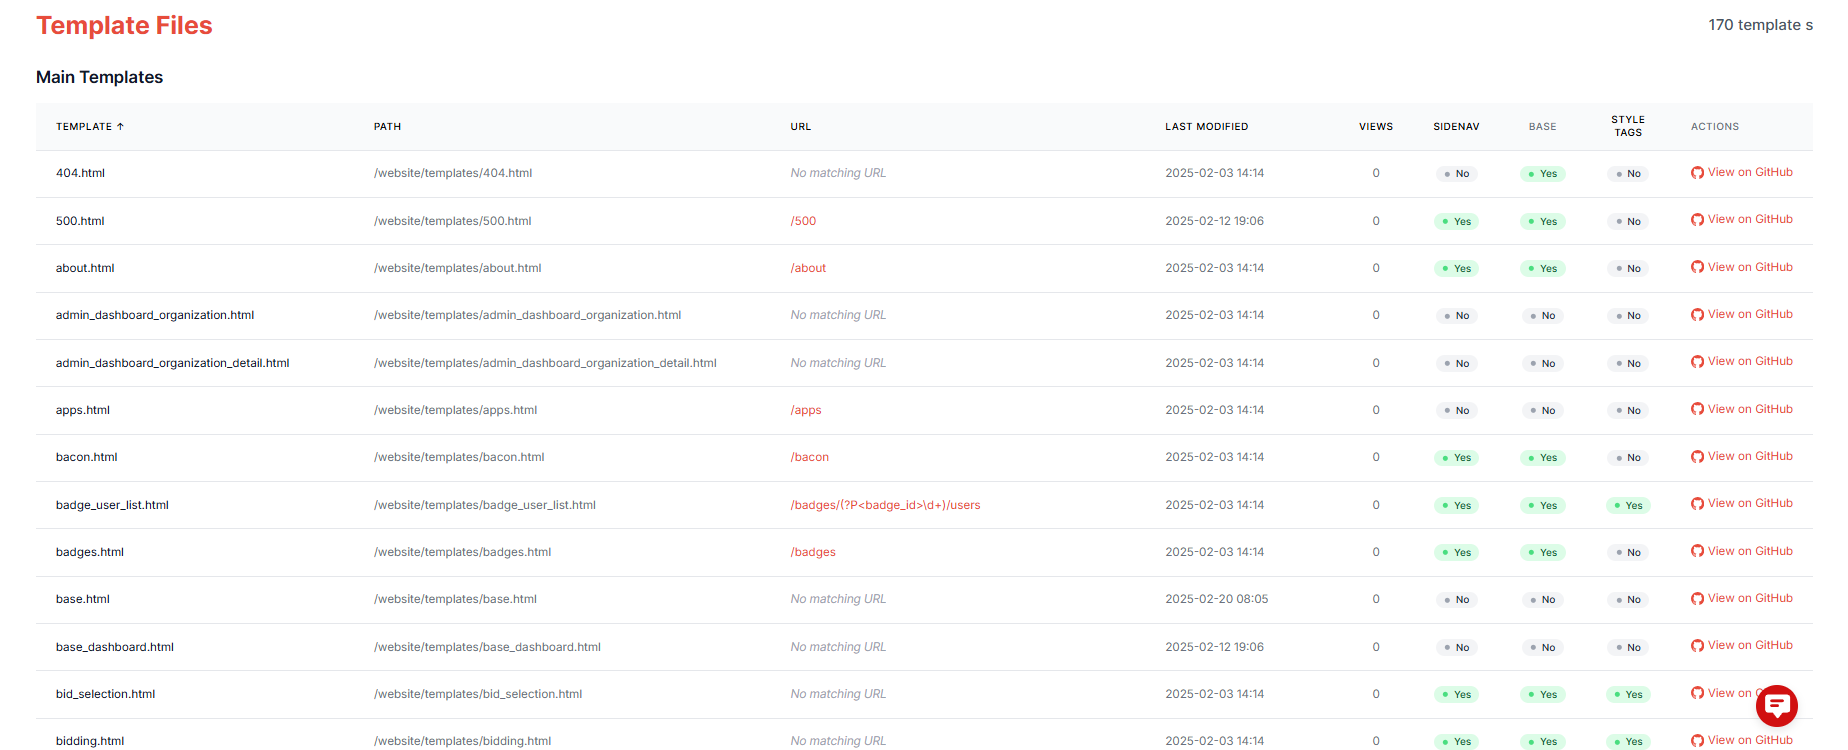 Template Files
170 template s
Main Templates
TEMPLATE ↑ PATH URL LAST MODIFIED VIEWS SIDENAV BASE STYLE TAGS ACTIONS
404.html /website/templates/404.html No matching URL 2025-02-03 14:14 0 No Yes No View on GitHub
500.html /website/templates/500.html /500 2025-02-12 19:06 0 Yes Yes No View on GitHub
about.html /website/templates/about.html /about 2025-02-03 14:14 0 Yes Yes No View on GitHub
admin_dashboard_organization.html /website/templates/admin_dashboard_organization.html No matching URL 2025-02-03 14:14 0 No No No View on GitHub
admin_dashboard_organization_detail.html /website/templates/admin_dashboard_organization_detail.html No matching URL 2025-02-03 14:14 0 No No No View on GitHub
apps.html /website/templates/apps.html /apps 2025-02-03 14:14 0 No No No View on GitHub
bacon.html /website/templates/bacon.html /bacon 2025-02-03 14:14 0 Yes Yes No View on GitHub
badge_user_list.html /website/templates/badge_user_list.html /badges/(?P<badge_id>\d+)/users 2025-02-03 14:14 0 Yes Yes Yes View on GitHub
badges.html /website/templates/badges.html /badges 2025-02-03 14:14 0 Yes Yes No View on GitHub
base.html /website/templates/base.html No matching URL 2025-02-20 08:05 0 No No No View on GitHub
base_dashboard.html /website/templates/base_dashboard.html No matching URL 2025-02-12 19:06 0 No No No View on GitHub
bid_selection.html /website/templates/bid_selection.html No matching URL 2025-02-03 14:14 0 Yes Yes Yes View on
bidding.html /website/templates/bidding.html No matching URL 2025-02-03 14:14 0 Yes Yes Yes View on GitHub